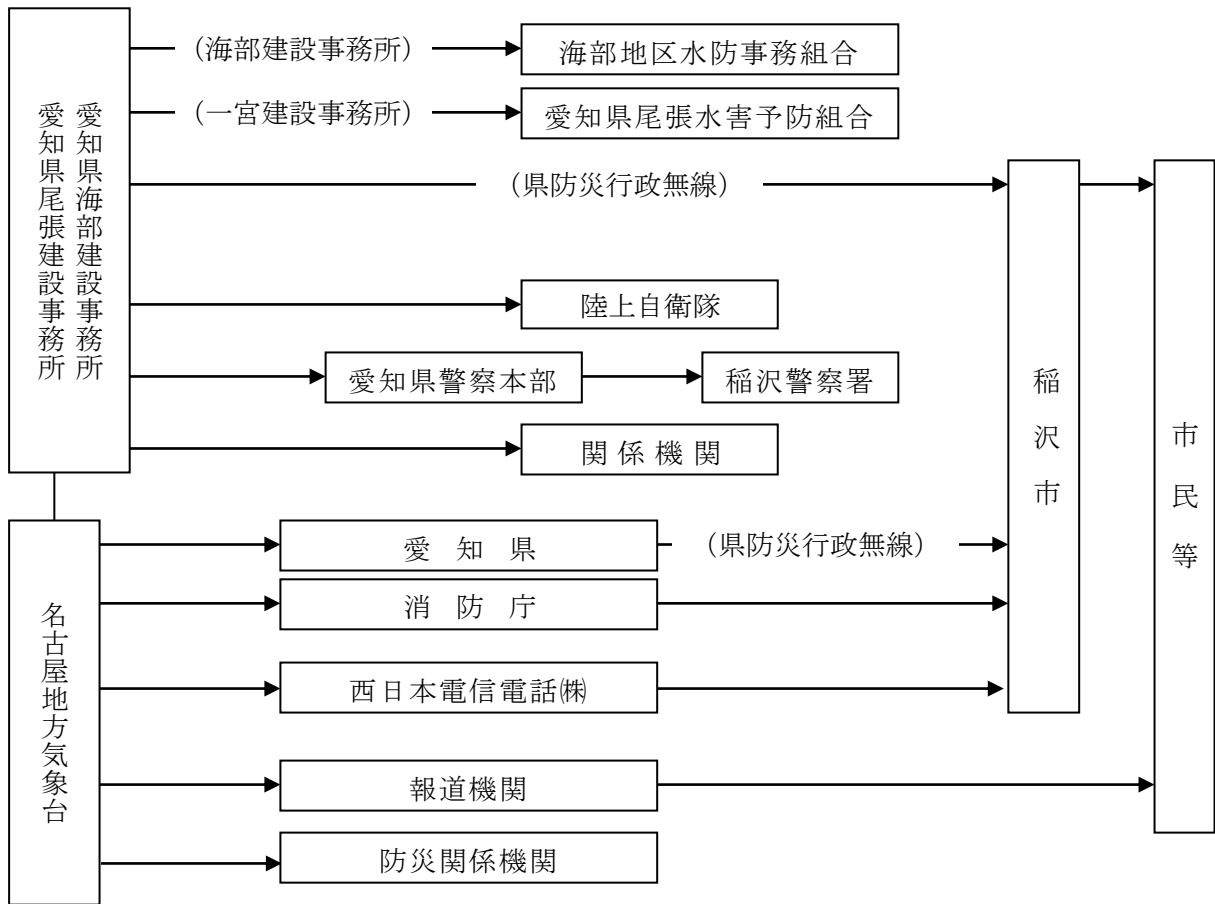 愛知県海部建設事務所
愛知県尾張建設事務所
（海部建設事務所）
海部地区水防事務組合
（一宮建設事務所）
愛知県尾張水害予防組合
（県防災行政無線）
陸上自衛隊
愛知県警察本部
稲沢警察署
関係機関
稲沢市
市民等
名古屋地方気象台
愛知県
（県防災行政無線）
消防庁
西日本電信電話㈱
報道機関
防災関係機関